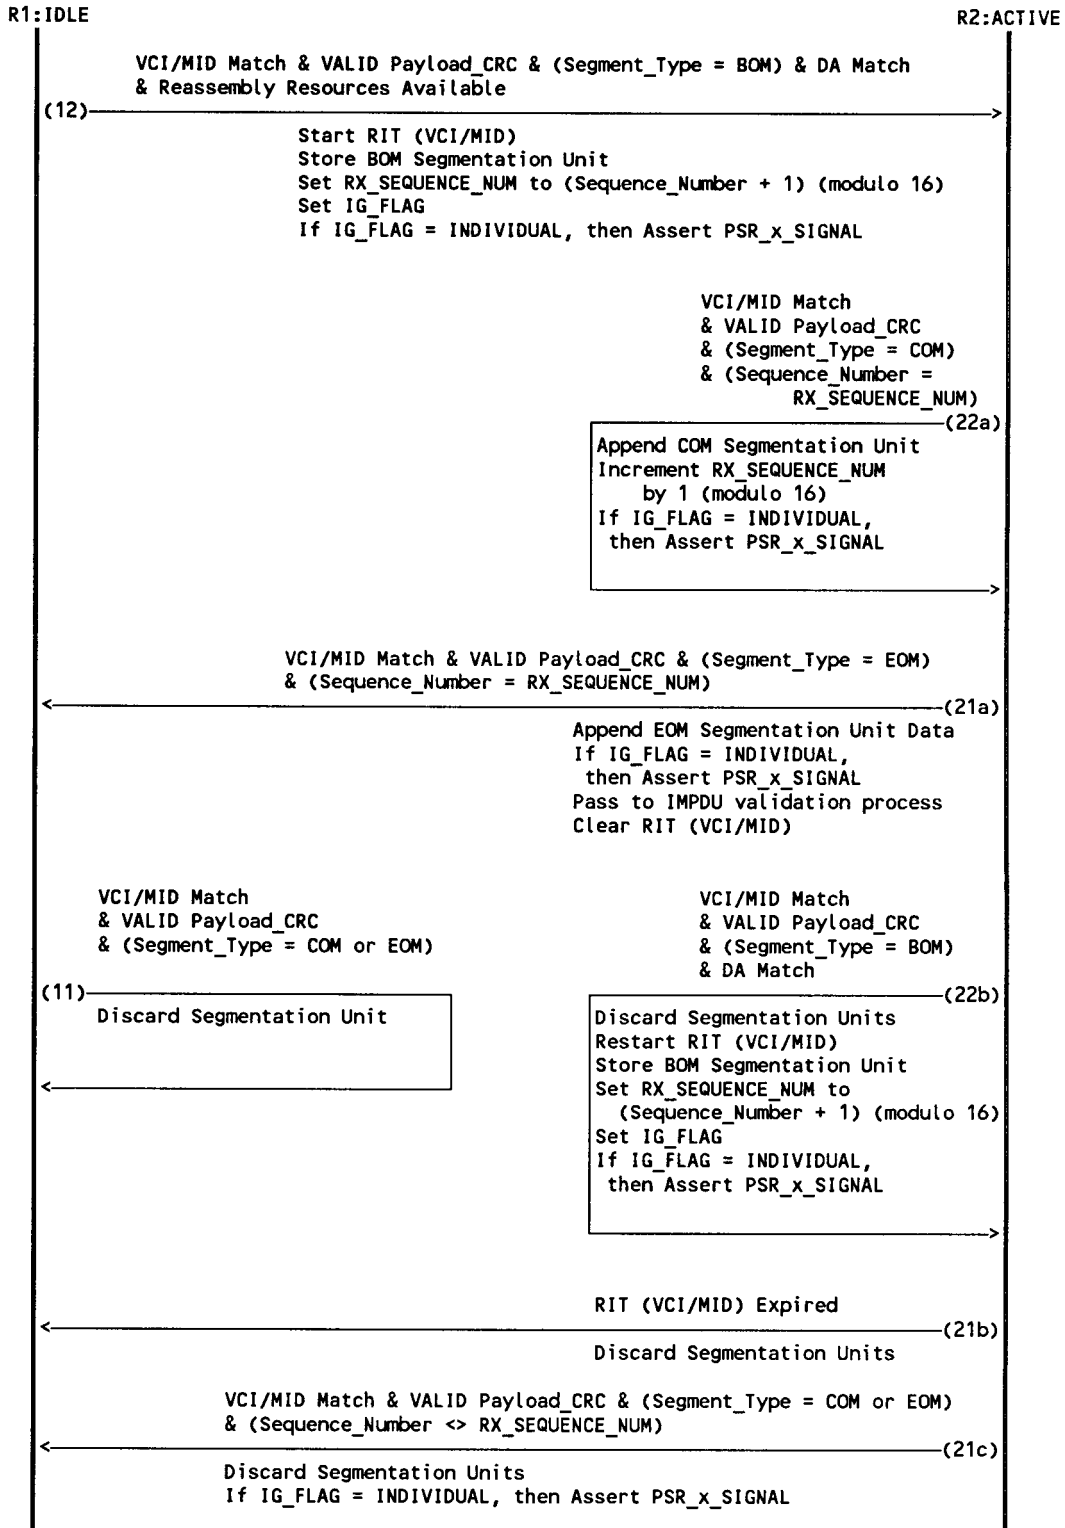 R1:IDLE
R2:ACTIVE
VCI/MID Match & VALID Payload_CRC & (Segment_Type = BOM) & DA Match
& Reassembly Resources Available
(12)
Start RIT (VCI/MID)
Store BOM Segmentation Unit
Set RX_SEQUENCE_NUM to (Sequence_Number + 1) (modulo 16)
Set IG_FLAG
If IG_FLAG = INDIVIDUAL, then Assert PSR_x_SIGNAL
VCI/MID Match
& VALID Payload_CRC
& (Segment_Type = COM)
& (Sequence_Number =
RX_SEQUENCE_NUM)
(22a)
Append COM Segmentation Unit
Increment RX_SEQUENCE_NUM
by 1 (modulo 16)
If IG_FLAG = INDIVIDUAL,
then Assert PSR_x_SIGNAL
VCI/MID Match & VALID Payload_CRC & (Segment_Type = EOM)
& (Sequence_Number = RX_SEQUENCE_NUM)
(21a)
Append EOM Segmentation Unit Data
If IG_FLAG = INDIVIDUAL,
then Assert PSR_x_SIGNAL
Pass to IMPDU validation process
Clear RIT (VCI/MID)
VCI/MID Match
& VALID Payload_CRC
& (Segment_Type = COM or EOM)
(11)
Discard Segmentation Unit
VCI/MID Match
& VALID Payload_CRC
& (Segment_Type = BOM)
& DA Match
(22b)
Discard Segmentation Units
Restart RIT (VCI/MID)
Store BOM Segmentation Unit
Set RX_SEQUENCE_NUM to
(Sequence_Number + 1) (modulo 16)
Set IG_FLAG
If IG_FLAG = INDIVIDUAL,
then Assert PSR_x_SIGNAL
RIT (VCI/MID) Expired
(21b)
Discard Segmentation Units
VCI/MID Match & VALID Payload_CRC & (Segment_Type = COM or EOM)
& (Sequence_Number <> RX_SEQUENCE_NUM)
(21c)
Discard Segmentation Units
If IG_FLAG = INDIVIDUAL, then Assert PSR_x_SIGNAL